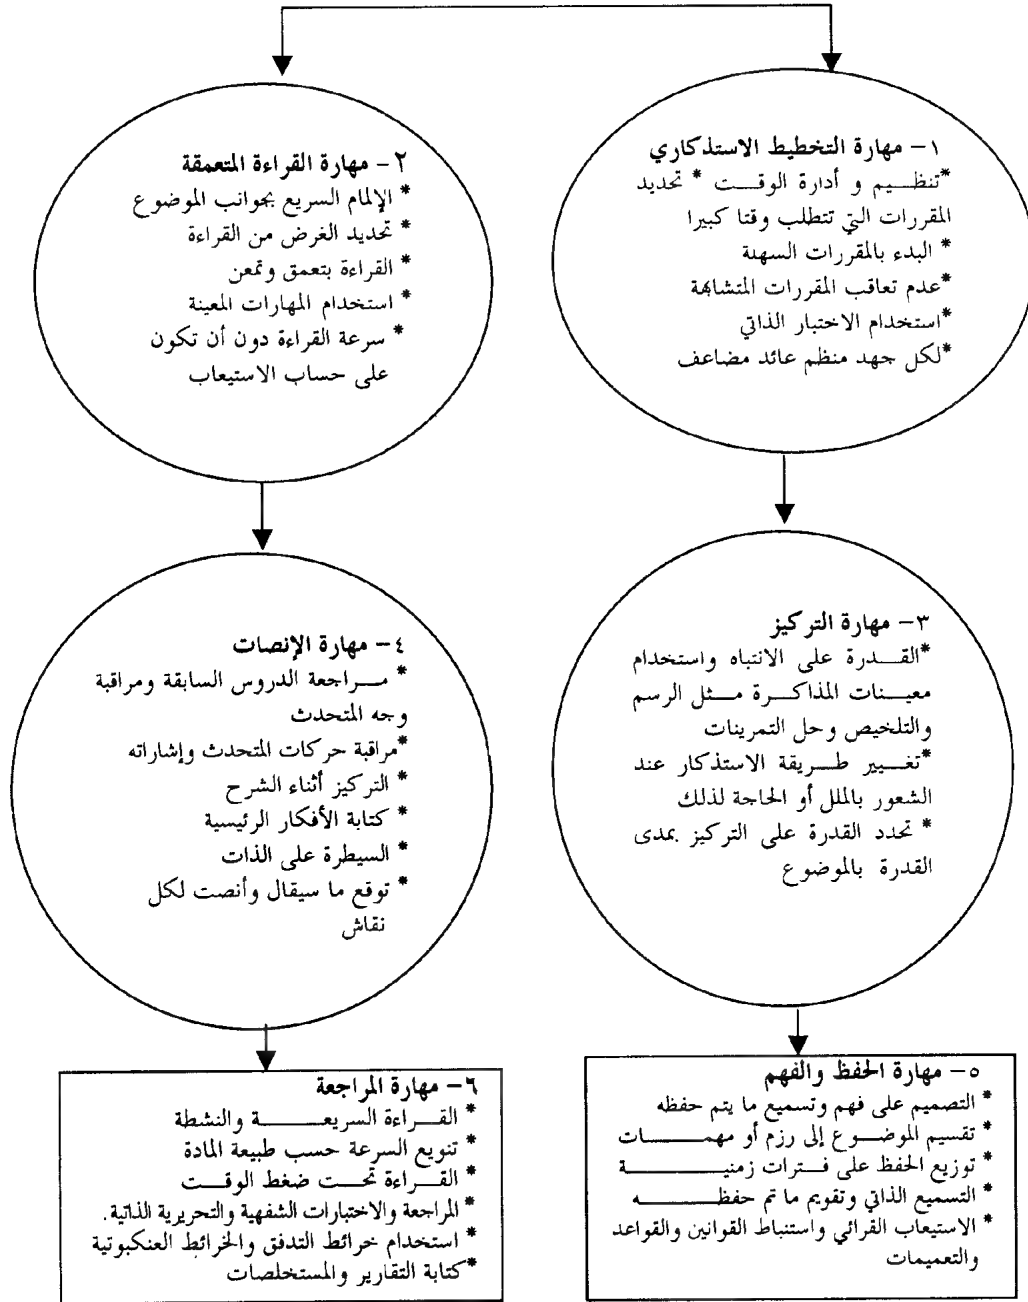 ١- مهارة التخطيط الاستذكاري
*تنظيم و أدارة الوقت * تحديد
المقررات التي تتطلب وقتا كبيرا
* البدء بالمقررات السهلة
*عدم تعاقب المقررات المتشابهة
*استخدام الاختبار الذاتي
*لكل جهد منظم عائد مضاعف
٢- مهارة القراءة المتعمقة
* الإلمام السريع بجوانب الموضوع
* تحديد الغرض من القراءة
* القراءة بتعمق وتمعن
* استخدام المهارات المعينة
* سرعة القراءة دون أن تكون
على حساب الاستيعاب
٣- مهارة التركيز
*القدرة على الانتباه واستخدام
معينات المذاكرة مثل الرسم
والتلخيص وحل التمرينات
*تغيير طريقة الاستذكار عند
الشعور بالملل أو الحاجة لذلك
* تحدد القدرة على التركيز بمدى
القدرة بالموضوع
٤- مهارة الإنصات
* مراجعة الدروس السابقة ومراقبة
وجه المتحدث
*مراقبة حركات المتحدث وإشاراته
* التركيز أثناء الشرح
* كتابة الأفكار الرئيسية
* السيطرة على الذات
* توقع ما سيقال وأنصت لكل
نقاش
٥- مهارة الحفظ والفهم
* التصميم على فهم وتسميع ما يتم حفظه
* تقسيم الموضوع إلى رزم أو مهمات
* توزيع الحفظ على فترات زمنية
* التسميع الذاتي وتقويم ما تم حفظه
* الاستيعاب القرائي واستنباط القوانين والقواعد
والتعميمات
٦- مهارة المراجعة
* القراءة السريعة والنشطة
* تنويع السرعة حسب طبيعة المادة
* القراءة تحت ضغط الوقت
* المراجعة والاختبارات الشفهية والتحريرية الذاتية.
* استخدام خرائط التدفق والخرائط العنكبوتية
*كتابة التقارير والمستخلصات